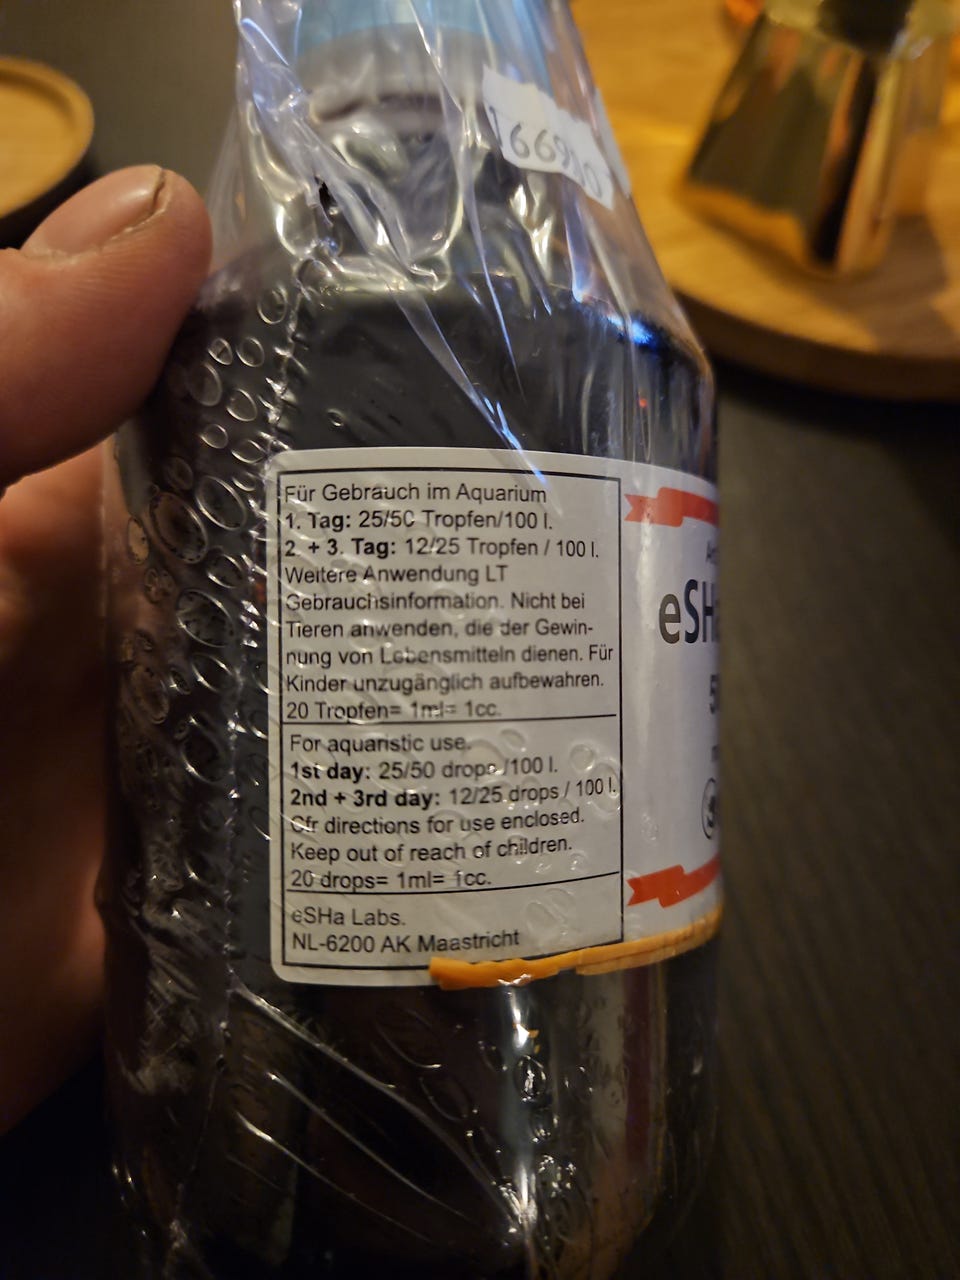 Für Gebrauch im Aquarium
1. Tag: 25/50 Tropfen/100 l.
2. + 3. Tag: 12/25 Tropfen / 100 l.
Weitere Anwendung LT
Gebrauchsinformation. Nicht bei
Tieren anwenden, die der Gewin-
nung von Lebensmitteln dienen. Für
Kinder unzugänglich aufbewahren.
20 Tropfen= 1ml= 1cc.
For aquaristic use.
1st day: 25/50 drops /100 l.
2nd + 3rd day: 12/25 drops / 100 l.
Cfr directions for use enclosed.
Keep out of reach of children.
20 drops= 1ml= 1cc.
eSHa Labs.
NL-6200 AK Maastricht
eSH